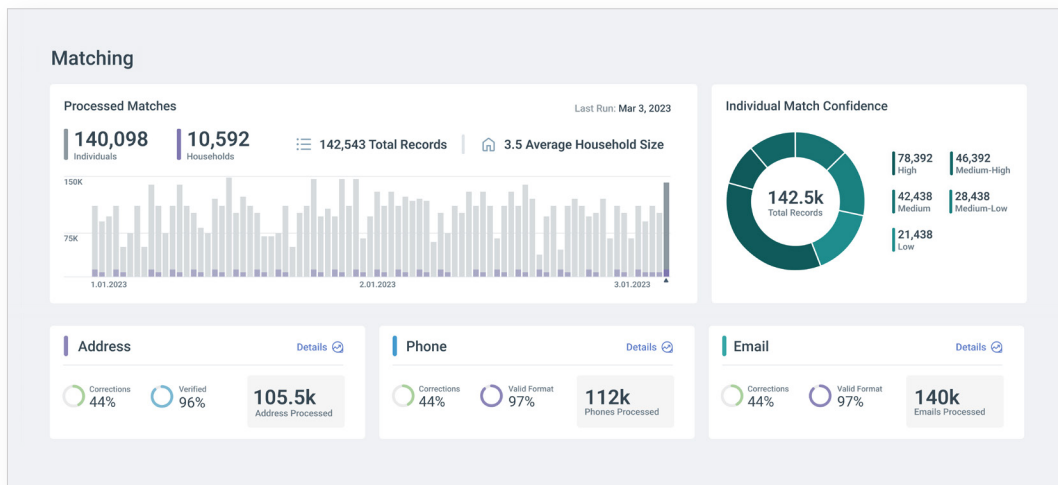 Matching
Processed Matches
Last Run: Mar 3, 2023
140,098
Individuals
10,592
Households
142,543 Total Records
3.5 Average Household Size
150K
75K
1.01.2023
2.01.2023
3.01.2023
Individual Match Confidence
142.5k
Total Records
78,392
High
46,392
Medium-High
42,438
Medium
28,438
Medium-Low
21,438
Low
Address
Details
Corrections
44%
Verified
96%
105.5k
Address Processed
Phone
Details
Corrections
44%
Valid Format
97%
112k
Phones Processed
Email
Details
Corrections
44%
Valid Format
97%
140k
Emails Processed